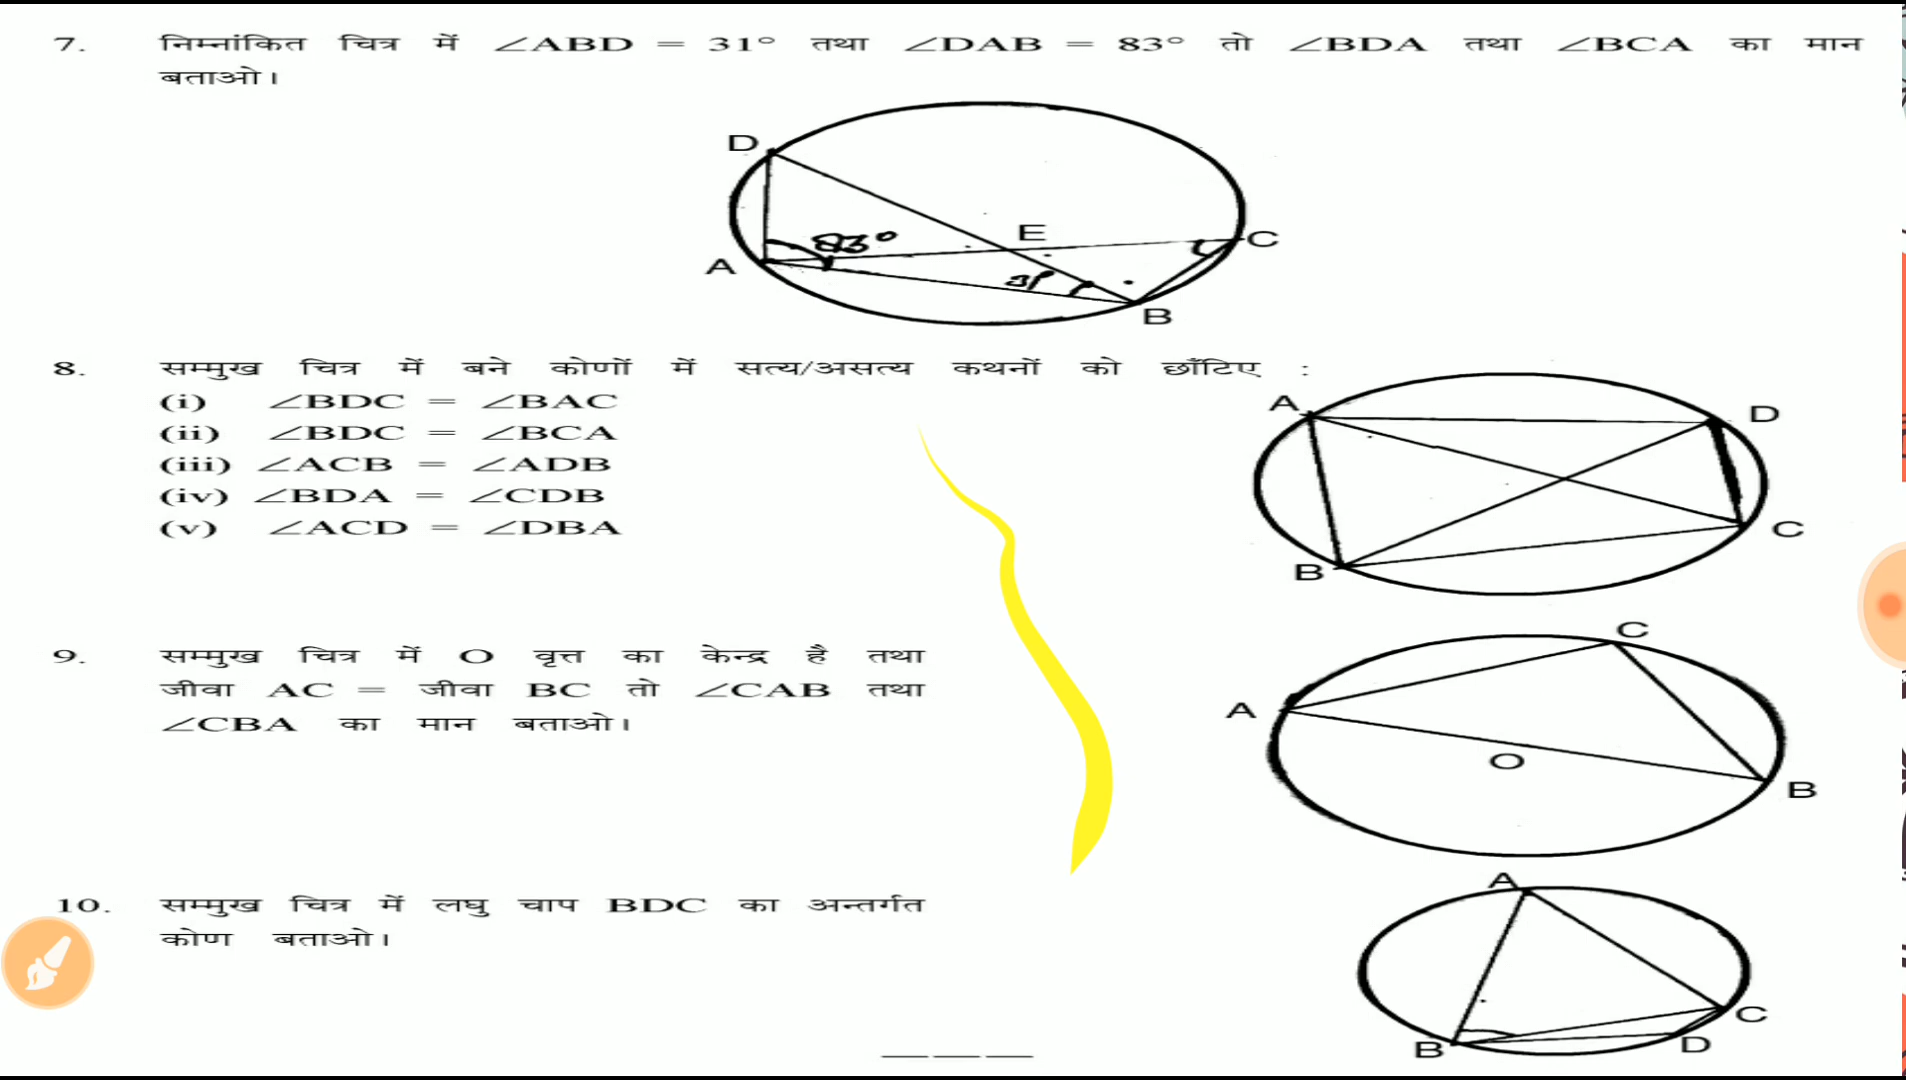 7. निम्नांकित चित्र में ∠ABD = 31° तथा ∠DAB = 83° तो ∠BDA तथा ∠BCA का मान
बताओ।
D
83°
E
C
A
31°
B
8. सम्मुख चित्र में बने कोणों में सत्य/असत्य कथनों को छाँटिए :
(i) ∠BDC = ∠BAC
(ii) ∠BDC = ∠BCA
(iii) ∠ACB = ∠ADB
(iv) ∠BDA = ∠CDB
(v) ∠ACD = ∠DBA
A
D
C
B
9. सम्मुख चित्र में O वृत्त का केन्द्र है तथा
जीवा AC = जीवा BC तो ∠CAB तथा
∠CBA का मान बताओ।
C
A
O
B
10. सम्मुख चित्र में लघु चाप BDC का अन्तर्गत
कोण बताओ।
A
C
B
D